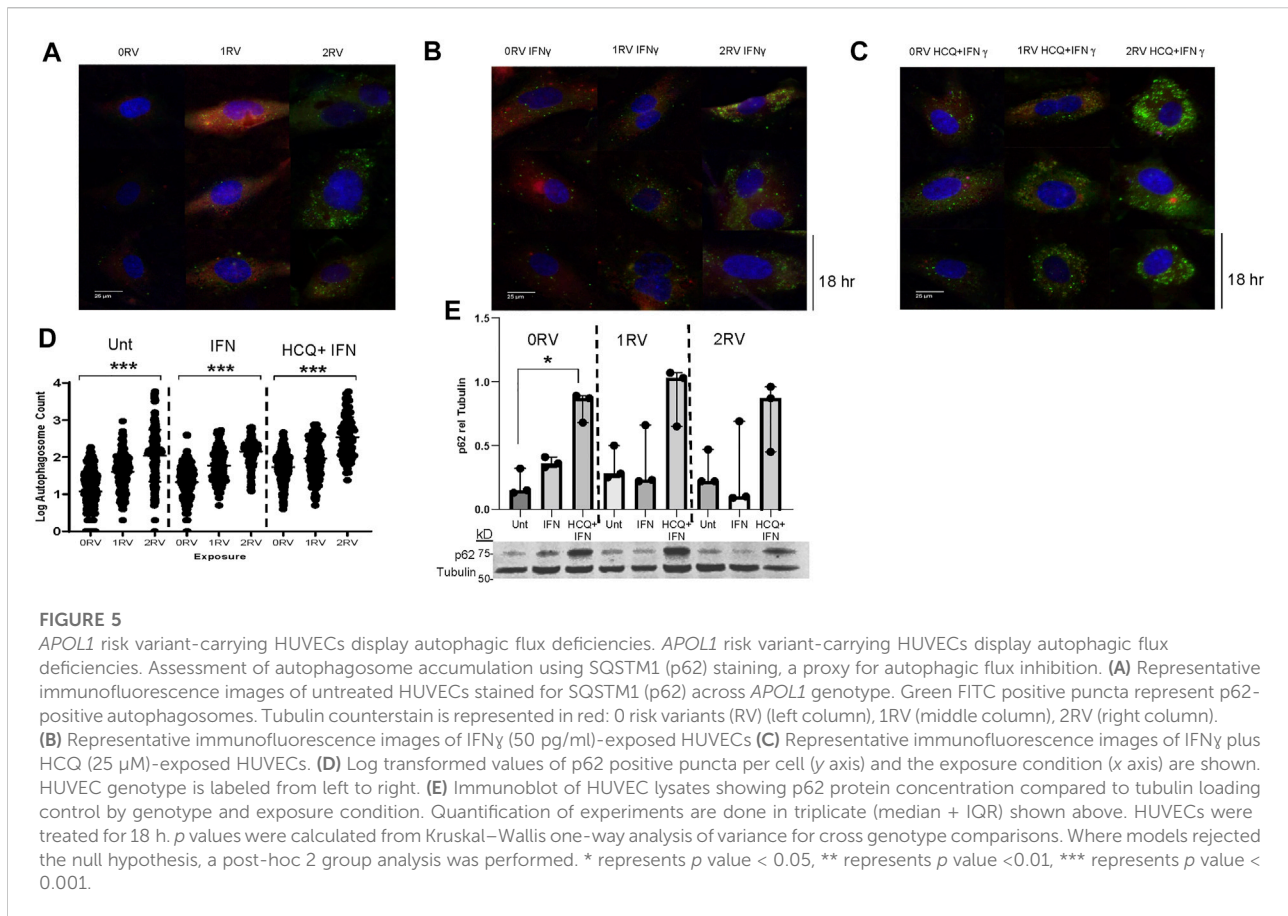 A
0RV
1RV
2RV
25 µm
B
0RV IFNγ
1RV IFNγ
2RV IFNγ
25 µm
18 hr
C
0RV HCQ+IFN γ
1RV HCQ+IFN γ
2RV HCQ+IFN γ
25 µm
18 hr
D
Unt
IFN
HCQ+ IFN
***
***
***
Log Autophagosome Count
4
3
2
1
0
0RV 1RV 2RV 0RV 1RV 2RV 0RV 1RV 2RV
Exposure
E
0RV
1RV
2RV
*
p62 rel Tubulin
1.5
1.0
0.5
0.0
Unt IFN HCQ+ IFN Unt IFN HCQ+ IFN Unt IFN HCQ+ IFN
kD
p62 75-
Tubulin 50-
FIGURE 5
APOL1 risk variant-carrying HUVECs display autophagic flux deficiencies. APOL1 risk variant-carrying HUVECs display autophagic flux
deficiencies. Assessment of autophagosome accumulation using SQSTM1 (p62) staining, a proxy for autophagic flux inhibition. (A) Representative
immunofluorescence images of untreated HUVECs stained for SQSTM1 (p62) across APOL1 genotype. Green FITC positive puncta represent p62-
positive autophagosomes. Tubulin counterstain is represented in red: 0 risk variants (RV) (left column), 1RV (middle column), 2RV (right column).
(B) Representative immunofluorescence images of IFNγ (50 pg/ml)-exposed HUVECs (C) Representative immunofluorescence images of IFNγ plus
HCQ (25 µM)-exposed HUVECs. (D) Log transformed values of p62 positive puncta per cell (y axis) and the exposure condition (x axis) are shown.
HUVEC genotype is labeled from left to right. (E) Immunoblot of HUVEC lysates showing p62 protein concentration compared to tubulin loading
control by genotype and exposure condition. Quantification of experiments are done in triplicate (median + IQR) shown above. HUVECs were
treated for 18 h. p values were calculated from Kruskal–Wallis one-way analysis of variance for cross genotype comparisons. Where models rejected
the null hypothesis, a post-hoc 2 group analysis was performed. * represents p value < 0.05, ** represents p value <0.01, *** represents p value <
0.001.